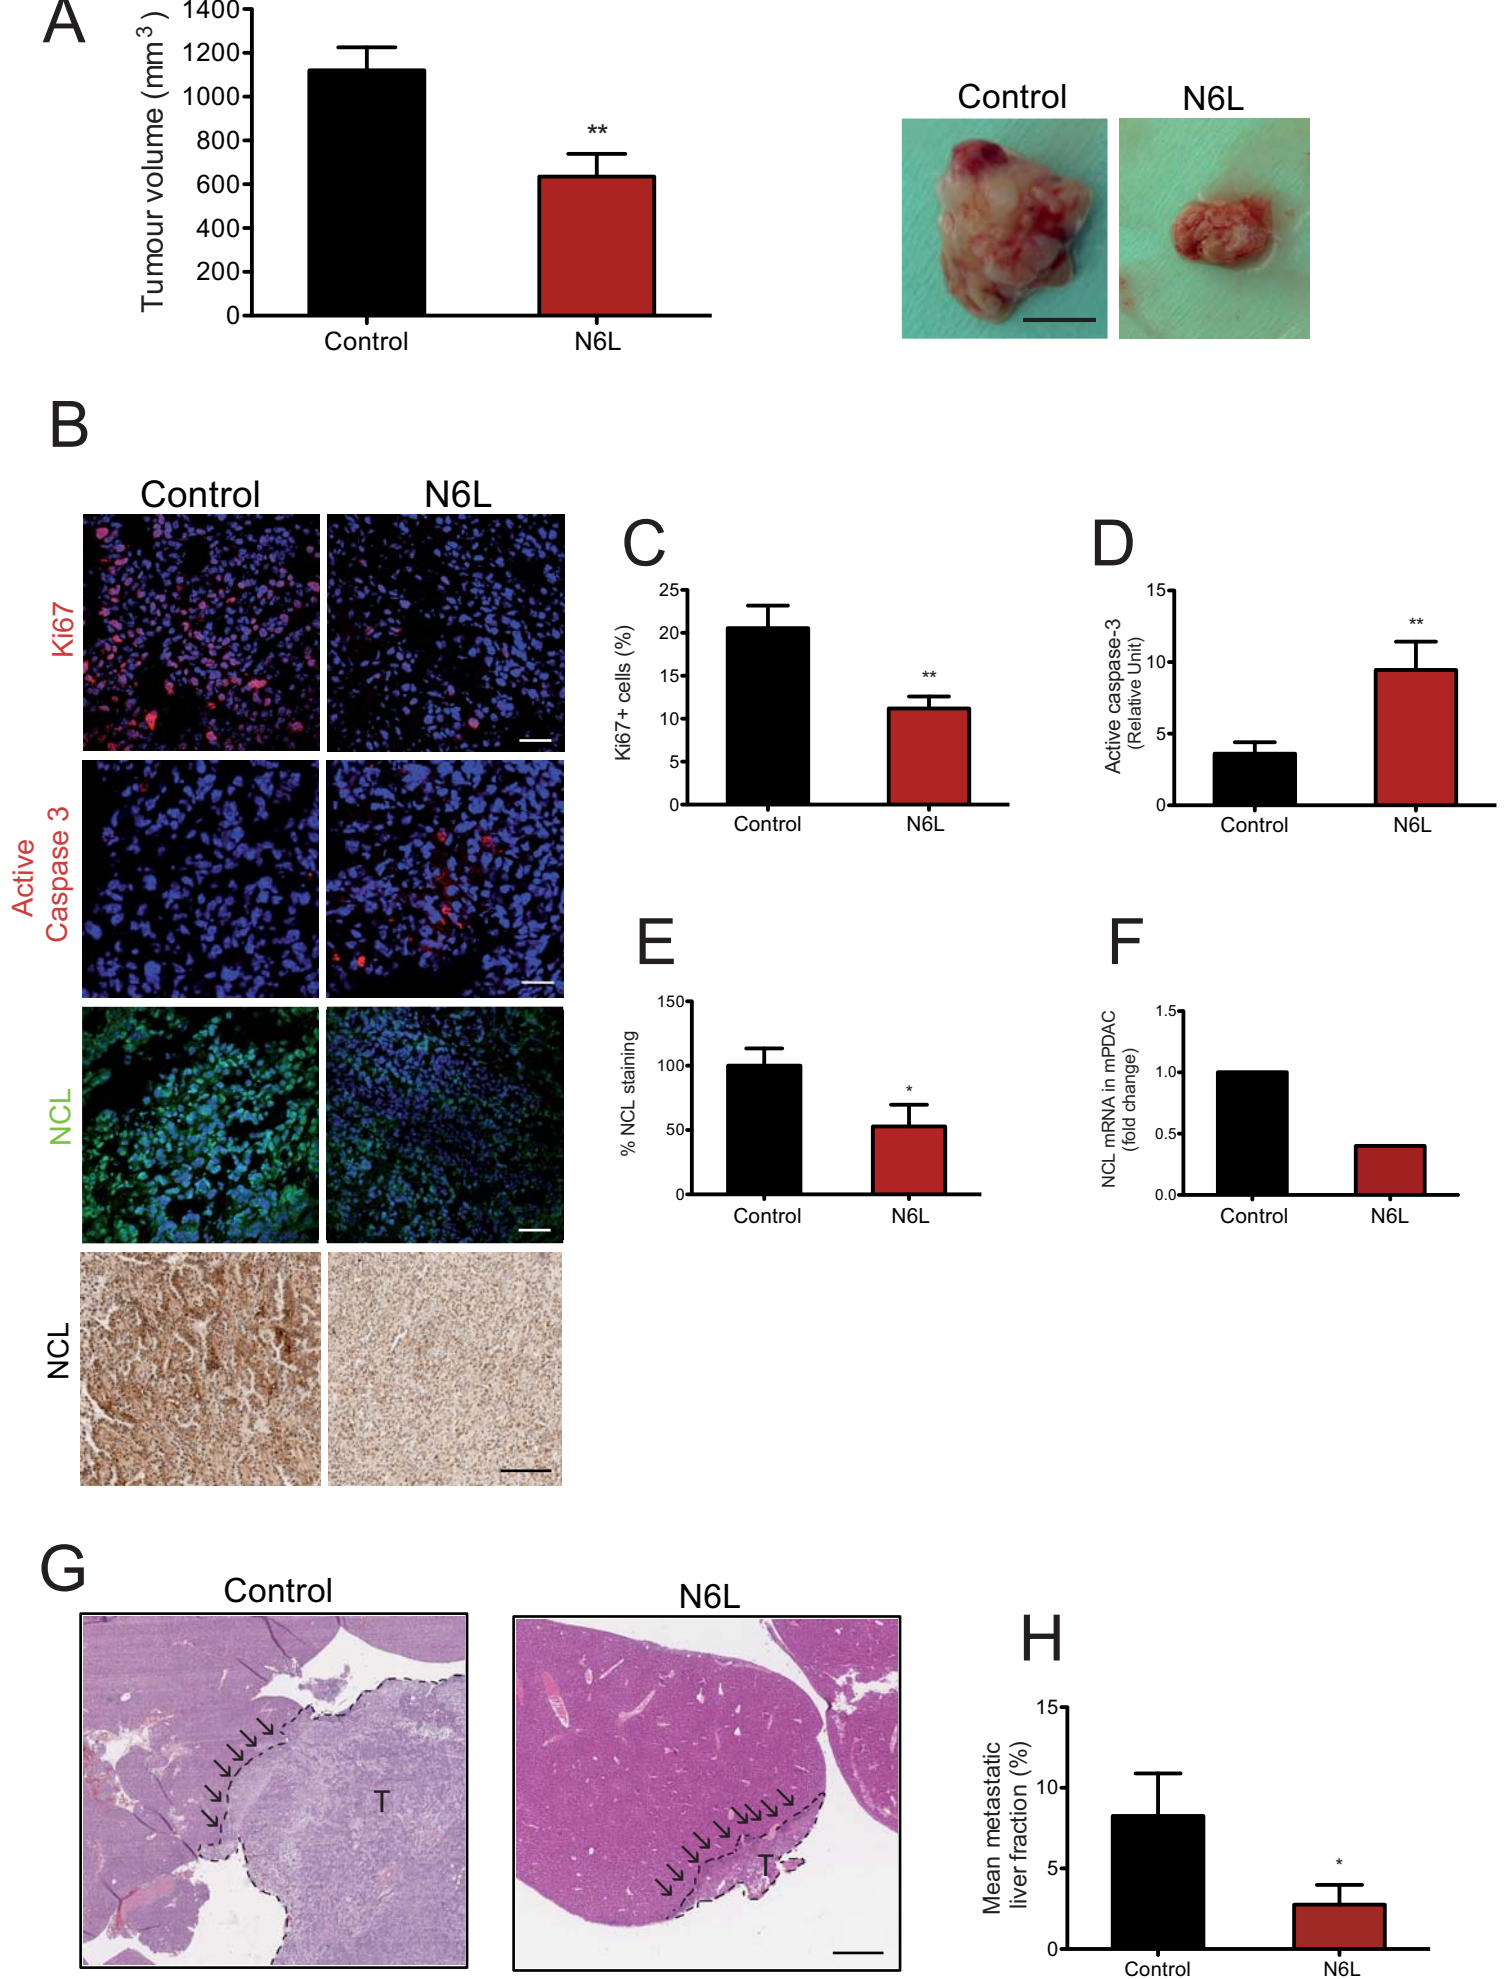 A
Tumour volume (mm3)
1400
1200
1000
800
600
400
200
0
**
Control
N6L
Control
N6L
B
Control
N6L
Ki67
Active
Caspase 3
NCL
NCL
C
Ki67+ cells (%)
25
20
15
10
5
0
**
Control
N6L
D
Active caspase-3
(Relative Unit)
15
10
5
0
**
Control
N6L
E
% NCL staining
150
100
50
0
*
Control
N6L
F
NCL mRNA in mPDAC
(fold change)
1.5
1.0
0.5
0.0
Control
N6L
G
Control
N6L
T
T
H
Mean metastatic
liver fraction (%)
15
10
5
0
*
Control
N6L